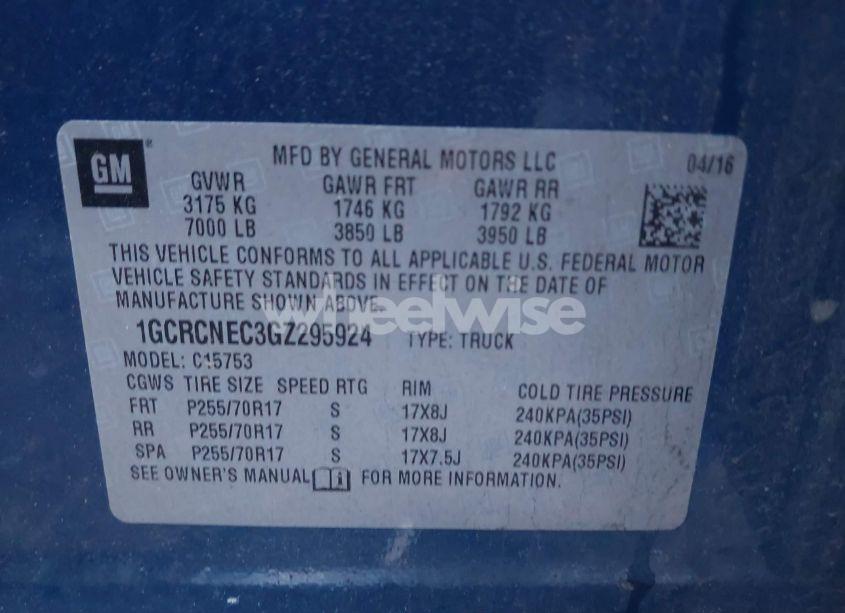 GM
MFD BY GENERAL MOTORS LLC 04/16
GVWR GAWR FRT GAWR RR
3175 KG 1746 KG 1792 KG
7000 LB 3850 LB 3950 LB
THIS VEHICLE CONFORMS TO ALL APPLICABLE U.S. FEDERAL MOTOR
VEHICLE SAFETY STANDARDS IN EFFECT ON THE DATE OF
MANUFACTURE SHOWN ABOVE.
wheelwise
1GCRCNEC3GZ295924 TYPE: TRUCK
MODEL: C15753
CGWS TIRE SIZE SPEED RTG RIM COLD TIRE PRESSURE
FRT P255/70R17 S 17X8J 240KPA(35PSI)
RR P255/70R17 S 17X8J 240KPA(35PSI)
SPA P255/70R17 S 17X7.5J 240KPA(35PSI)
SEE OWNER'S MANUAL FOR MORE INFORMATION.